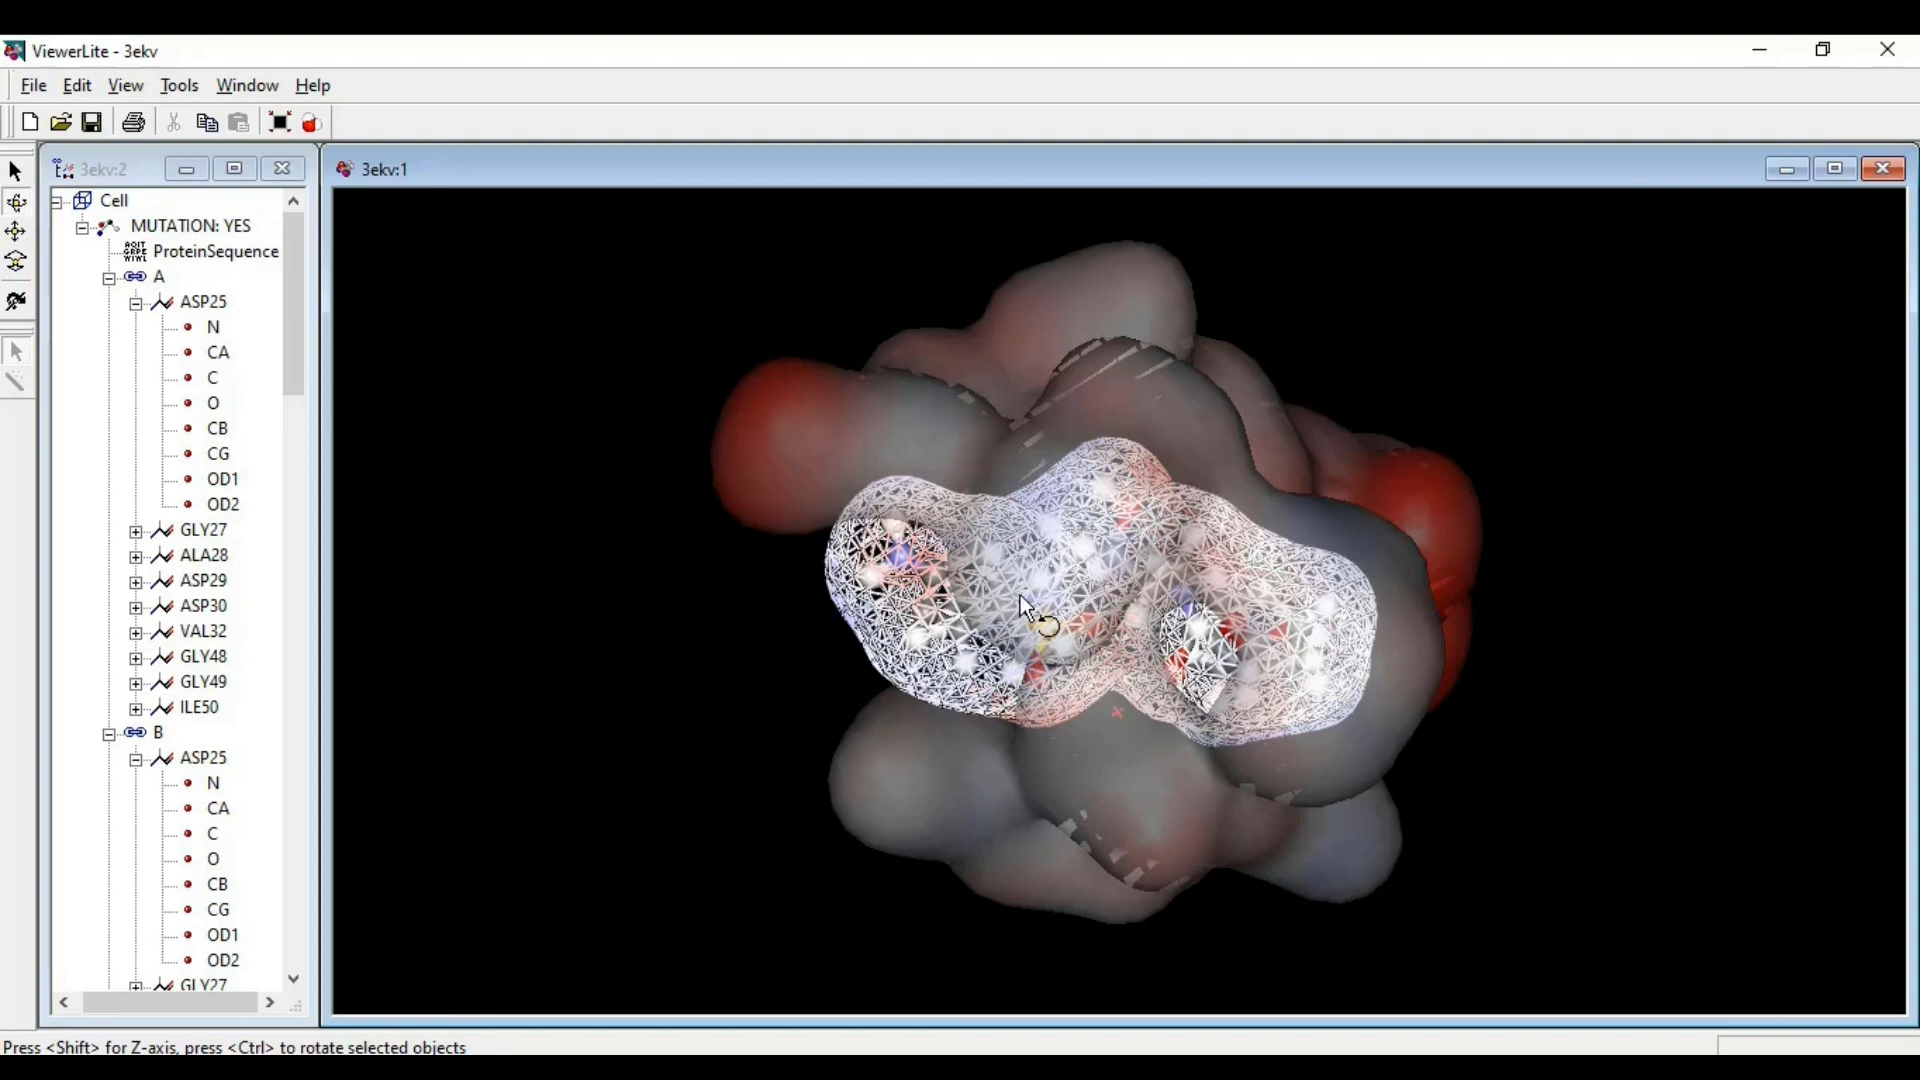 ViewerLite - 3ekv
File Edit View Tools Window Help
3ekv:2
3ekv:1
Cell
MUTATION: YES
ProteinSequence
A
ASP25
N
CA
C
O
CB
CG
OD1
OD2
GLY27
ALA28
ASP29
ASP30
VAL32
GLY48
GLY49
ILE50
B
ASP25
N
CA
C
O
CB
CG
OD1
OD2
GLY27
Press <Shift> for Z-axis, press <Ctrl> to rotate selected objects